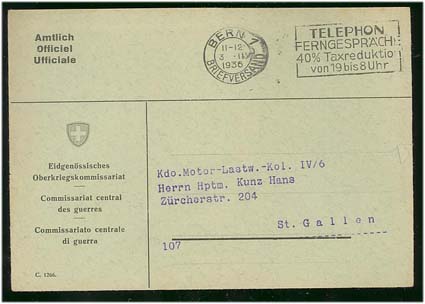 Amtlich
Officiel
Ufficiale
BERN 1
11-12
1936
BRIEFVERSAND
TELEPHON
FERNGESPRÄCHE
40% Taxreduktion
von 19 bis 8 Uhr
Eidgenössisches
Oberkriegskommissariat
Commissariat central
des guerres
Commissariato centrale
di guerra
C. 1266.
Kdo.Motor-Lastw.-Kol. IV/6
Herrn Hptm. Kunz Hans
Zürcherstr. 204
St. Gallen
107